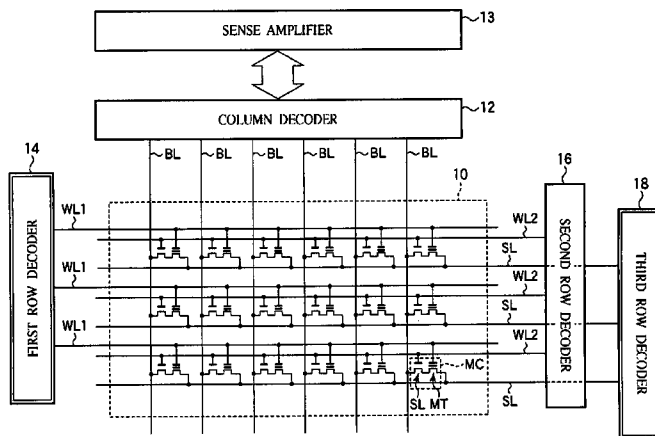 13
SENSE AMPLIFIER
12
COLUMN DECODER
BL BL BL BL BL BL
14
FIRST ROW DECODER
10
16
SECOND ROW DECODER
18
THIRD ROW DECODER
WL1 WL2
SL
WL1 WL2
SL
WL1 WL2
MC
SL MT
SL